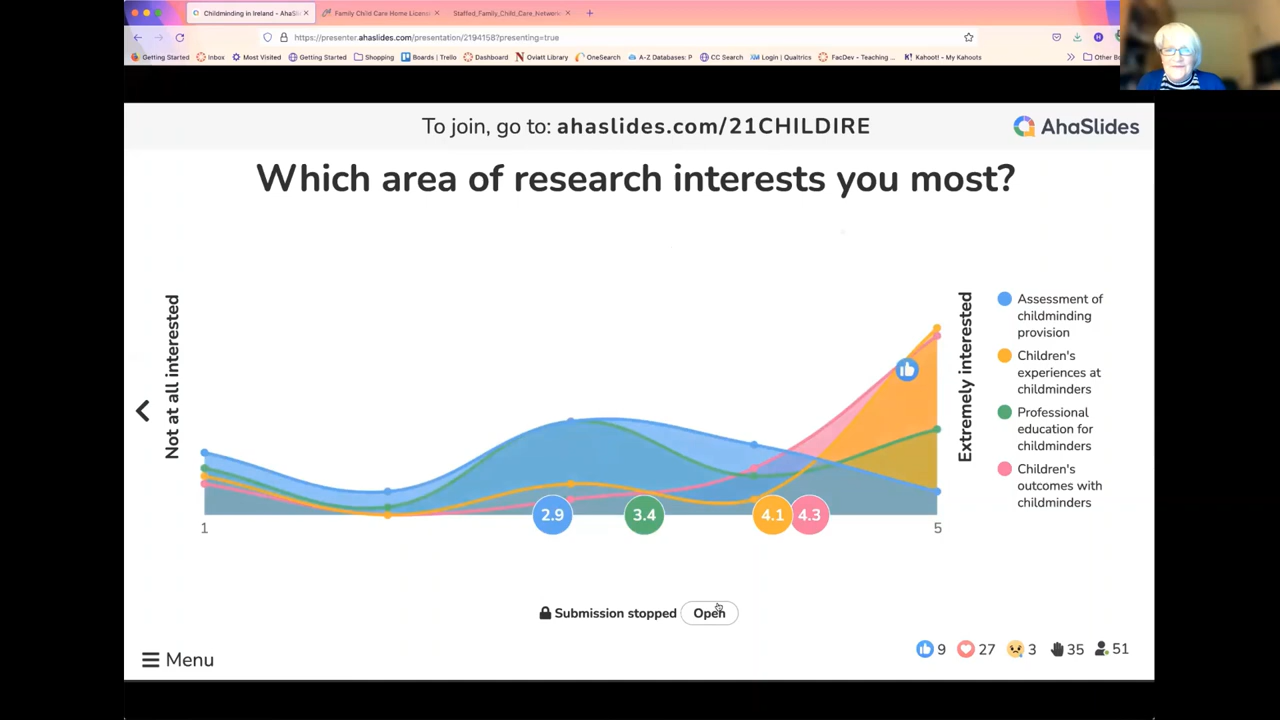 Childminding in Ireland - AhaSli
Family Child Care Home License
Staffed_Family_Child_Care_Network
https://presenter.ahaslides.com/presentation/2194158?presenting=true
Getting Started
Inbox
Most Visited
Getting Started
Shopping
Boards | Trello
Dashboard
Oviatt Library
OneSearch
A-Z Databases: P
CC Search
Login | Qualtrics
FacDev - Teaching ...
Kahoot! - My Kahoots
Other Bo
To join, go to: ahaslides.com/21CHILDIRE
AhaSlides
Which area of research interests you most?
Not at all interested
Extremely interested
Assessment of
childminding
provision
Children's
experiences at
childminders
Professional
education for
childminders
Children's
outcomes with
childminders
2.9
3.4
4.1
4.3
1
5
Submission stopped
Open
Menu
9
27
3
35
51